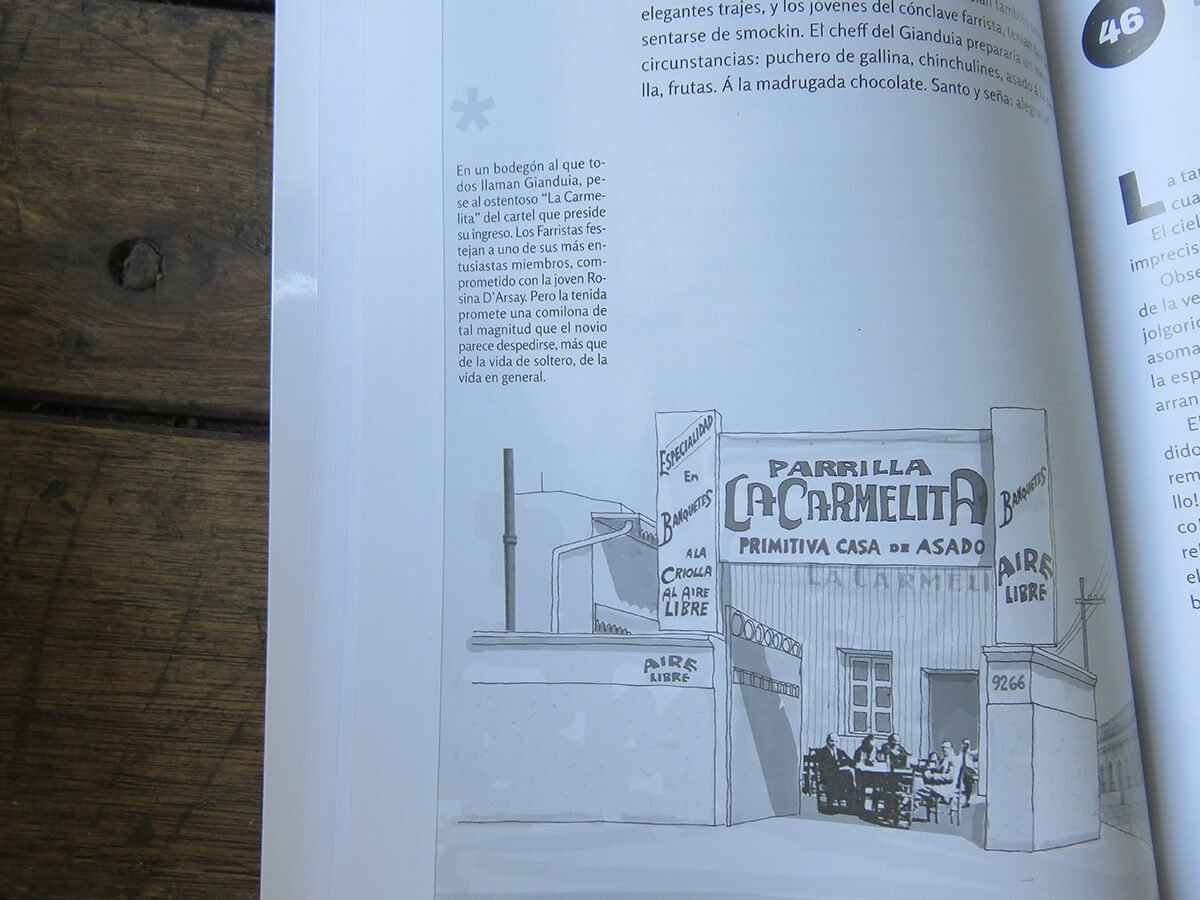 elegantes trajes, y los jóvenes del cónclave farrista, tenían
sentarse de smockin. El cheff del Gianduia prepararía un
circunstancias: puchero de gallina, chinchulines, asado á la
lla, frutas. Á la madrugada chocolate. Santo y seña:
*
En un bodegón al que to-
dos llaman Gianduia, pe-
se al ostentoso “La Carme-
lita” del cartel que preside
su ingreso. Los Farristas fes-
tejan a uno de sus más en-
tusiastas miembros, com-
prometido con la joven Ro-
sina D’Arsay. Pero la tenida
promete una comilona de
tal magnitud que el novio
parece despedirse, más que
de la vida de soltero, de la
vida en general.
ESPECIALIDAD
EN
BANQUETES
A LA
CRIOLLA
AL AIRE
LIBRE
PARRILLA
LA CARMELITA
PRIMITIVA CASA DE ASADO
LA CARMELI
BANQUETES
AIRE
LIBRE
AIRE
LIBRE
9266
46
La
El
imprecis
Obse
de la ve
jolgorio
asoma
la esp
arran
E
dido
rem
llo!
co
re
e
b